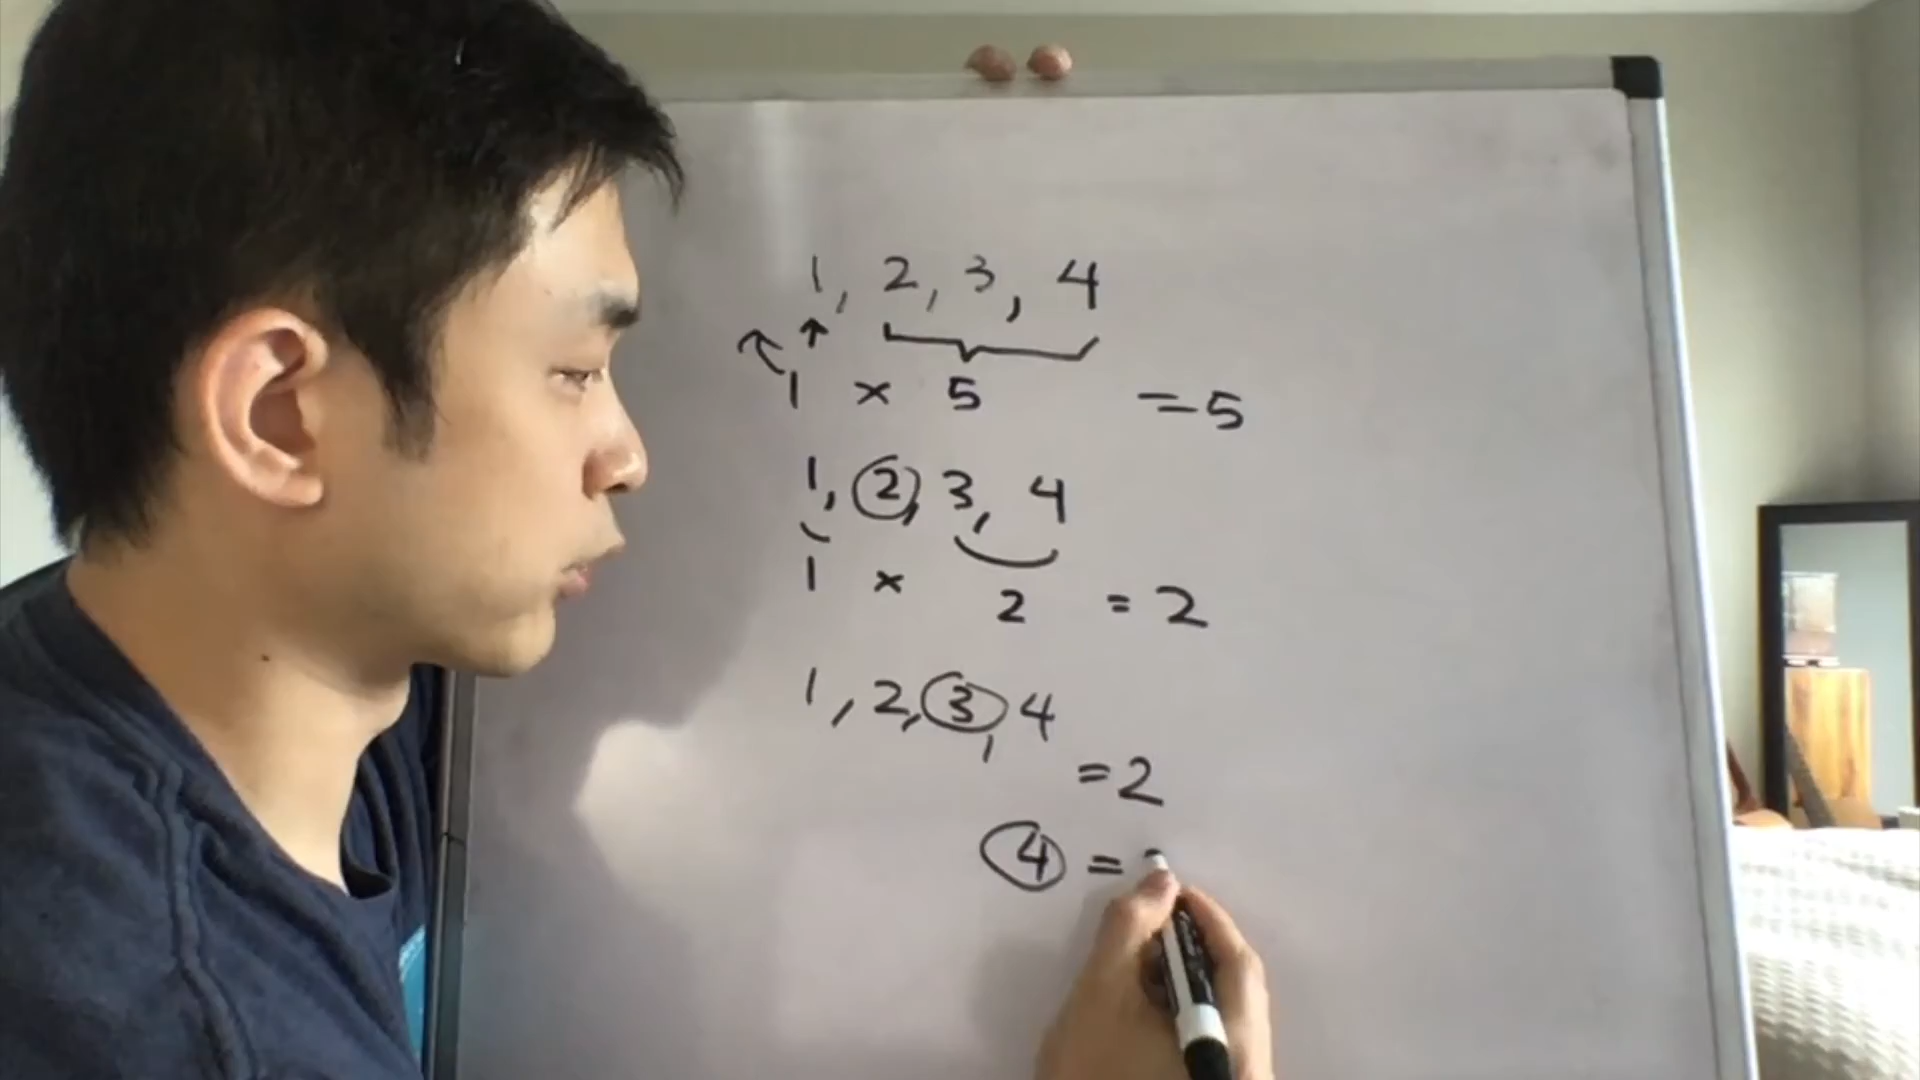 1, 2, 3, 4
1 × 5 = 5
1, 2, 3, 4
1 × 2 = 2
1, 2, 3, 4
= 2
4 =